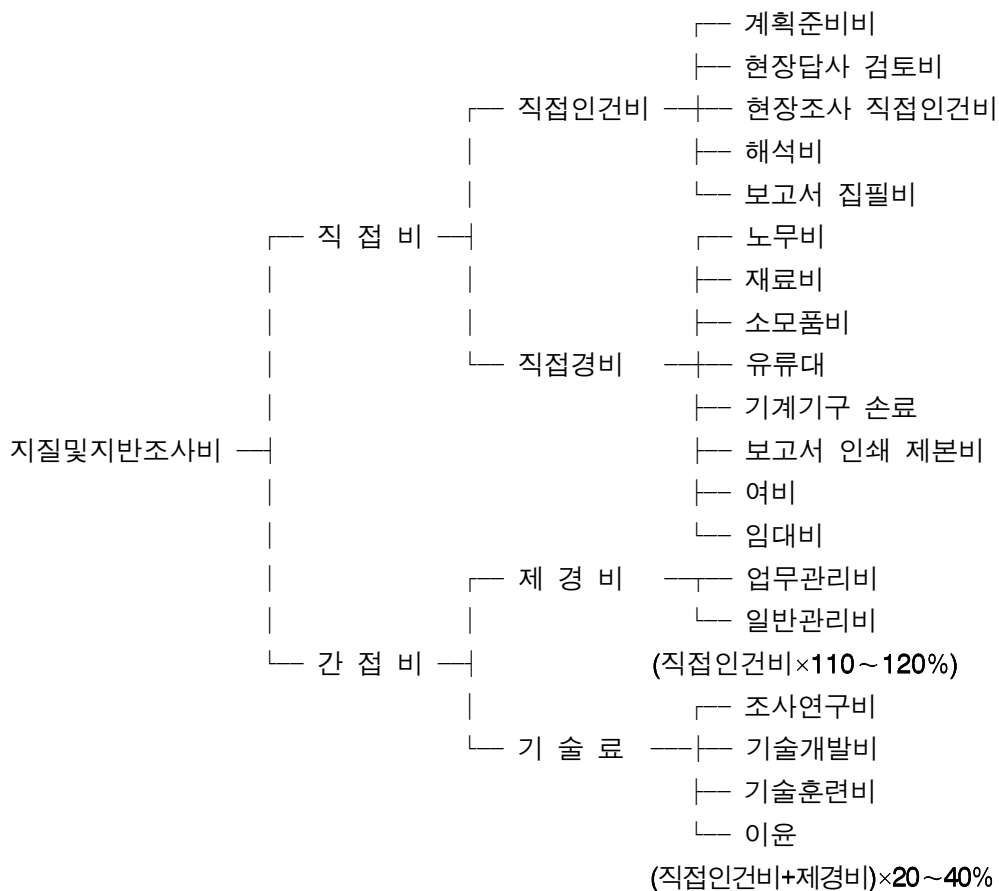 계획준비비
현장답사 검토비
직접인건비 현장조사 직접인건비
해석비
보고서 집필비
직 접 비 노무비
재료비
소모품비
직접경비 유류대
기계기구 손료
지질및지반조사비 보고서 인쇄 제본비
여비
임대비
제 경 비 업무관리비
일반관리비
간 접 비 (직접인건비×110~120%)
조사연구비
기 술 료 기술개발비
기술훈련비
이윤
(직접인건비+제경비)×20~40%